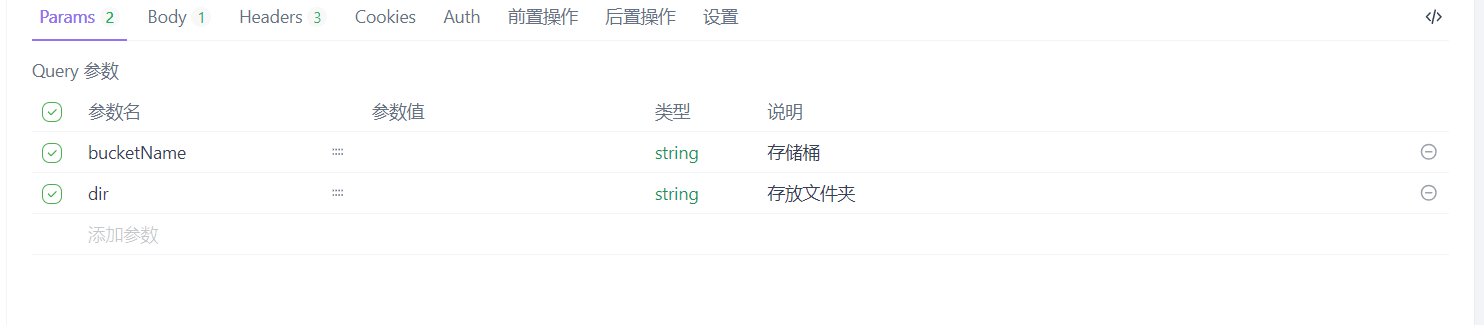 Params 2 Body 1 Headers 3 Cookies Auth 前置操作 后置操作 设置 </>
Query 参数
参数名 参数值 类型 说明
bucketName string 存储桶
dir string 存放文件夹
添加参数